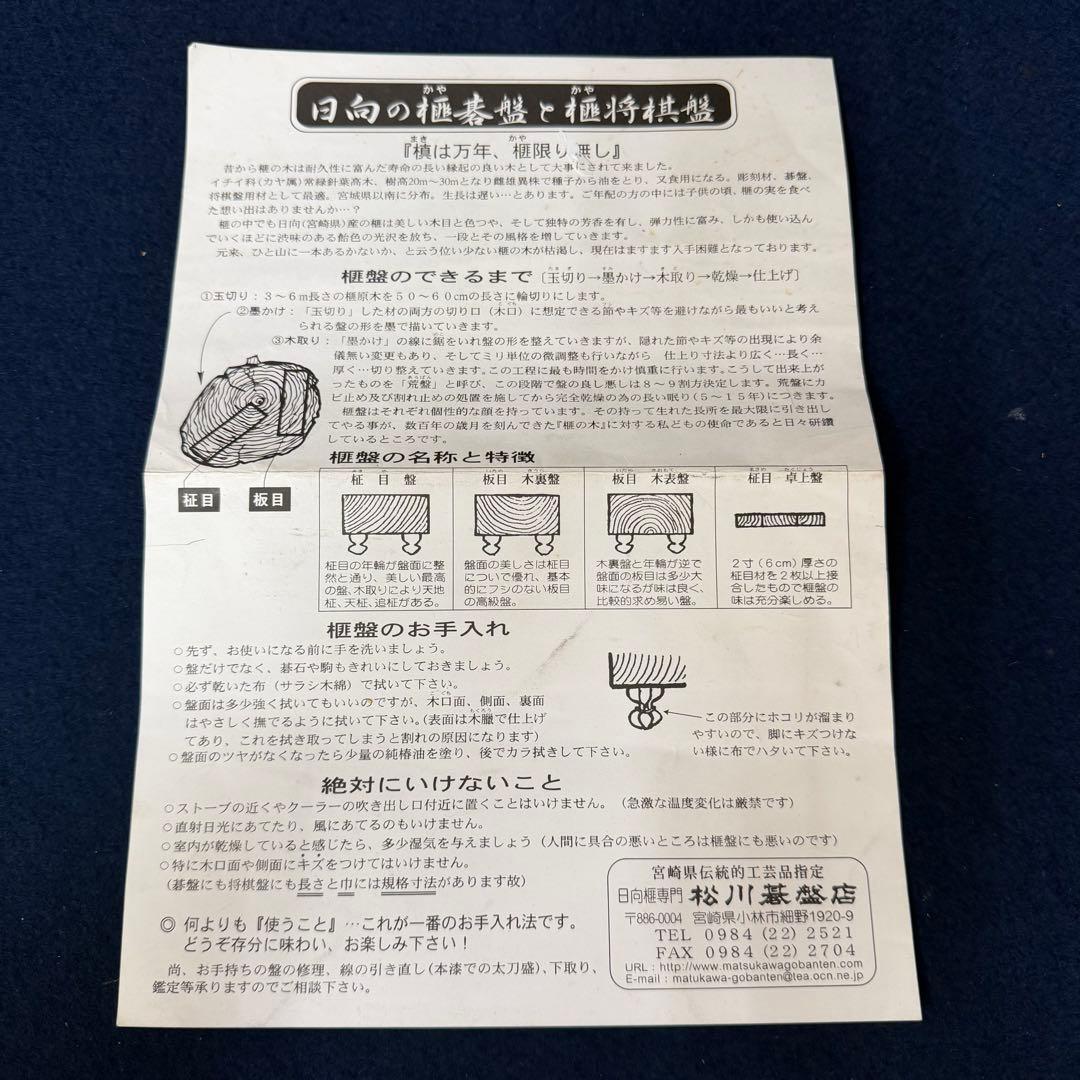 日向の榧碁盤と榧将棋盤
『槙は万年、榧限り無し』
昔から榧の木は耐久性に富んだ寿命の長い縁起の良い木として大事にされて来ました。
イチイ科(カヤ属)常緑針葉高木、樹高20m〜30mとなり雌雄異株で種子から油をとり、又食用になる。彫刻材、碁盤、
将棋盤用材として最適。宮城県以南に分布。生長は遅い…とあります。ご年配の方の中には子供の頃、榧の実を食べ
た想い出はありませんか…？
榧の中でも日向(宮崎県)産の榧は美しい木目と色つや、そして独特の芳香を有し、弾力性に富み、しかも使い込ん
でいくほどに渋味のある飴色の光沢を放ち、一段とその風格を増していきます。
元来、ひと山に一本あるかないか、と云う位い少ない榧の木が枯渇し、現在はますます入手困難となっております。
榧盤のできるまで〔玉切り→墨かけ→木取り→乾燥→仕上げ〕
①玉切り：３〜６m長さの榧原木を５０〜６０cmの長さに輪切りにします。
②墨かけ：「玉切り」した材の両方の切り口（木口）に想定できる節やキズ等を避けながら最もいいと考え
られる盤の形を墨で描いていきます。
③木取り：「墨かけ」の線に鋸をいれ盤の形を整えていきますが、隠れた節やキズ等の出現により余
儀無い変更もあり、そしてミリ単位の微調整も行いながら　仕上り寸法より広く…長く…
厚く…切り整えていきます。この工程に最も時間をかけ慎重に行います。こうして出来上が
ったものを「荒盤」と呼び、この段階で盤の良し悪しは８〜９割方決定します。荒盤にカ
ビ止め及び割れ止めの処置を施してから完全乾燥の為の長い眠り(５〜１５年)につきます。
榧盤はそれぞれ個性的な顔を持っています。その持って生れた長所を最大限に引き出し
てやる事が、数百年の歳月を刻んできた『榧の木』に対する私どもの使命であると日々研鑽
しているところです。
榧盤の名称と特徴
柾目
板目
柾目盤
柾目の年輪が盤面に整
然と通り、美しい最高
の盤、木取りにより天地
柾、天柾、追柾がある。
板目　木裏盤
盤面の美しさは柾目
についで優れ、基本
的にフシのない板目
の高級盤。
板目　木表盤
木裏盤と年輪が逆で
盤面の板目は多少大
味になるが味は良く、
比較的求め易い盤。
柾目　卓上盤
２寸(６cm)厚さの
柾目材を２枚以上接
合したもので榧盤の
味は充分楽しめる。
榧盤のお手入れ
○先ず、お使いになる前に手を洗いましょう。
○盤だけでなく、碁石や駒もきれいにしておきましょう。
○必ず乾いた布（サラシ木綿）で拭いて下さい。
○盤面は多少強く拭いてもいいのですが、木口面、側面、裏面
はやさしく撫でるように拭いて下さい。(表面は木臘で仕上げ
てあり、これを拭き取ってしまうと割れの原因になります)
○盤面のツヤがなくなったら少量の純椿油を塗り、後でカラ拭きして下さい。
この部分にホコリが溜まり
やすいので、脚にキズつけない
様に布でハタいて下さい。
絶対にいけないこと
○ストーブの近くやクーラーの吹き出し口付近に置くことはいけません。（急激な温度変化は厳禁です）
○直射日光にあてたり、風にあてるのもいけません。
○室内が乾燥していると感じたら、多少湿気を与えましょう（人間に具合の悪いところは榧盤にも悪いのです）
○特に木口面や側面にキズをつけてはいけません。
(碁盤にも将棋盤にも長さと巾には規格寸法があります故)
◎ 何よりも『使うこと』…これが一番のお手入れ法です。
どうぞ存分に味わい、お楽しみ下さい！
尚、お手持ちの盤の修理、線の引き直し(本漆での太刀盛)、下取り、
鑑定等承りますのでご相談下さい。
宮崎県伝統的工芸品指定
日向榧専門 松川碁盤店
〒886-0004　宮崎県小林市細野1920-9
TEL 0984 (22) 2521
FAX 0984 (22) 2704
URL : http://www.matsukawagobanten.com
E-mail : matukawa-gobanten@tea.ocn.ne.jp